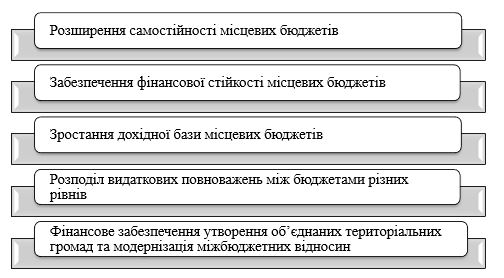 Розширення самостійності місцевих бюджетів
Забезпечення фінансової стійкості місцевих бюджетів
Зростання дохідної бази місцевих бюджетів
Розподіл видаткових повноважень між бюджетами різних
рівнів
Фінансове забезпечення утворення об’єднаних територіальних
громад та модернізація міжбюджетних відносин